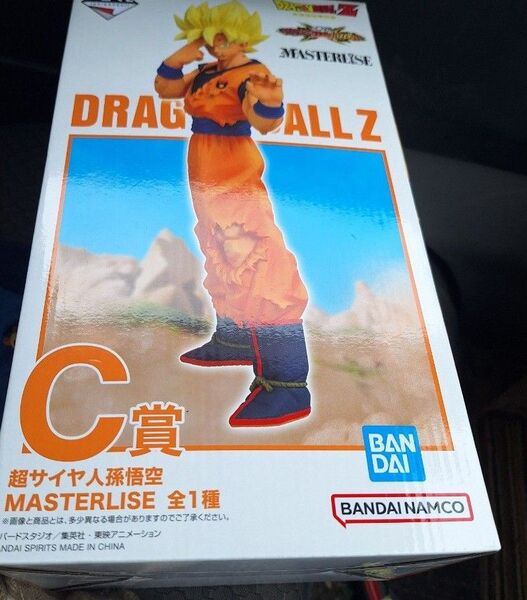 DRAGON BALL Z
MASTERLISE
DRAG BALL Z
C賞
超サイヤ人孫悟空
MASTERLISE 全1種
※画像と商品とは、多少異なる場合がありますのでご了承ください。
バードスタジオ／集英社・東映アニメーション
ANDAI SPIRITS MADE IN CHINA
BAN
DAI
BANDAI NAMCO